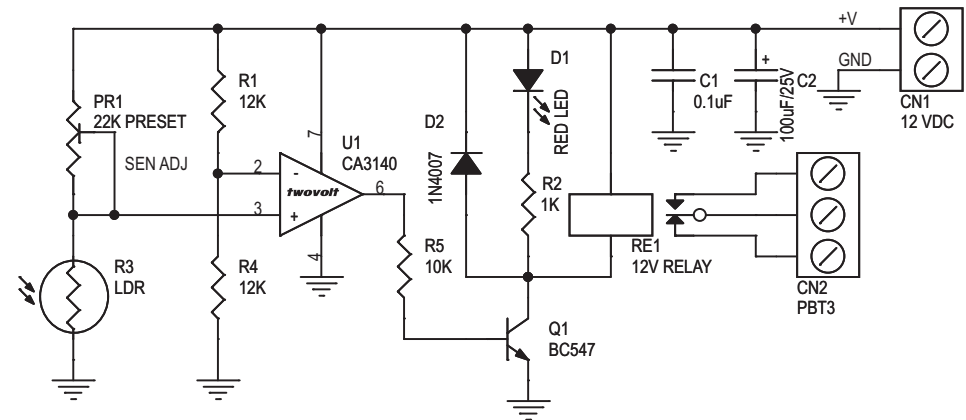 +V
GND
CN1
12 VDC
D1
RED LED
C1
0.1uF
+
C2
100uF/25V
R1
12K
PR1
22K PRESET
SEN ADJ
7
U1
CA3140
D2
1N4007
2
-
twovolt
6
3
+
4
R2
1K
RE1
12V RELAY
R5
10K
R3
LDR
R4
12K
CN2
PBT3
Q1
BC547